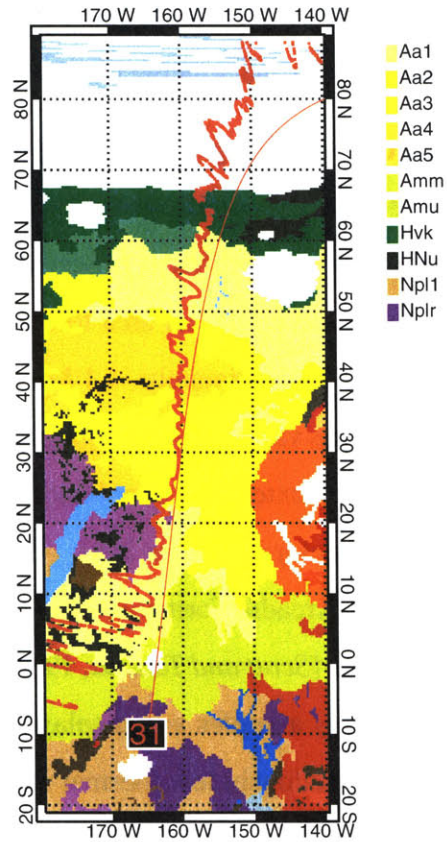 170 W 160 W 150 W 140 W
80 N 80 N
70 N 70 N
60 N 60 N
50 N 50 N
40 N 40 N
30 N 30 N
20 N 20 N
10 N 10 N
0 N 0 N
10 S 10 S
20 S 20 S
31
170 W 160 W 150 W 140 W
Aa1
Aa2
Aa3
Aa4
Aa5
Amm
Amu
Hvk
HNu
Npl1
Nplr